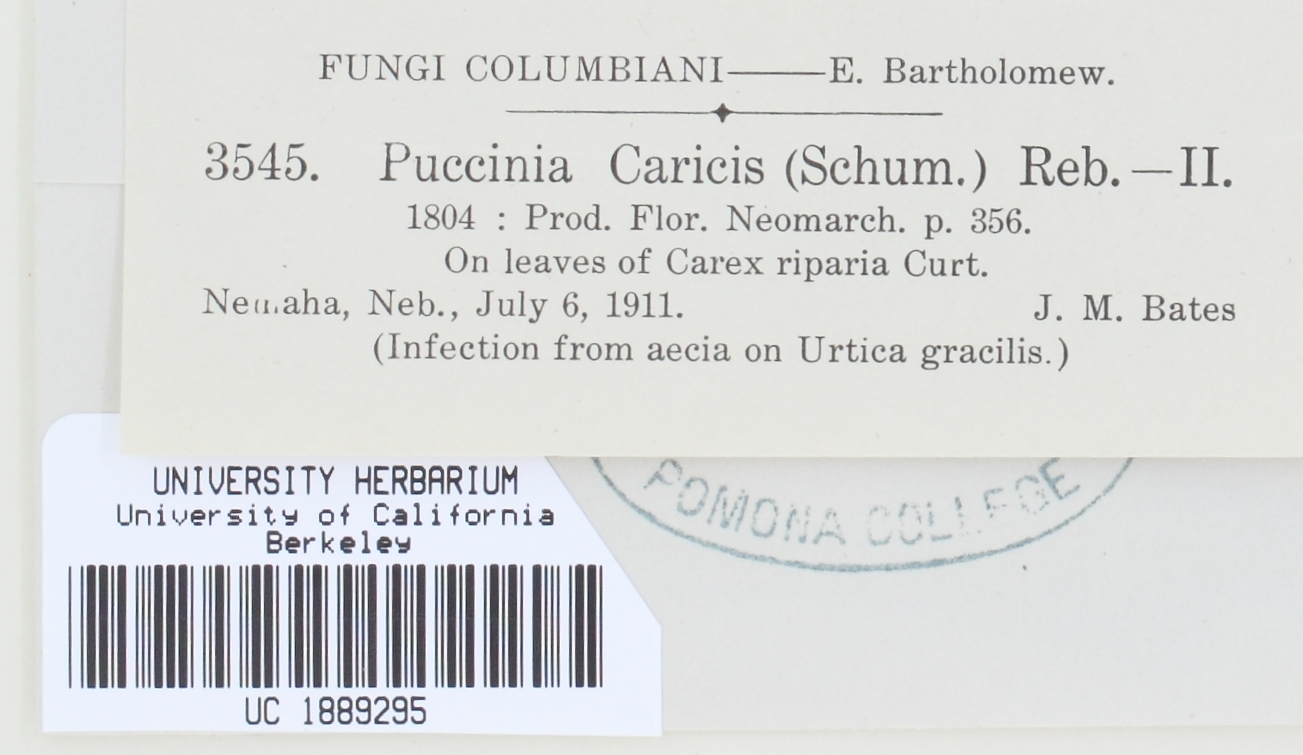 FUNGI COLUMBIANI——E. Bartholomew.
3545. Puccinia Caricis (Schum.) Reb.—II.
1804 : Prod. Flor. Neomarch. p. 356.
On leaves of Carex riparia Curt.
Nemaha, Neb., July 6, 1911. J. M. Bates
(Infection from aecia on Urtica gracilis.)
POMONA COLLEGE
UNIVERSITY HERBARIUM
University of California
Berkeley
UC 1889295